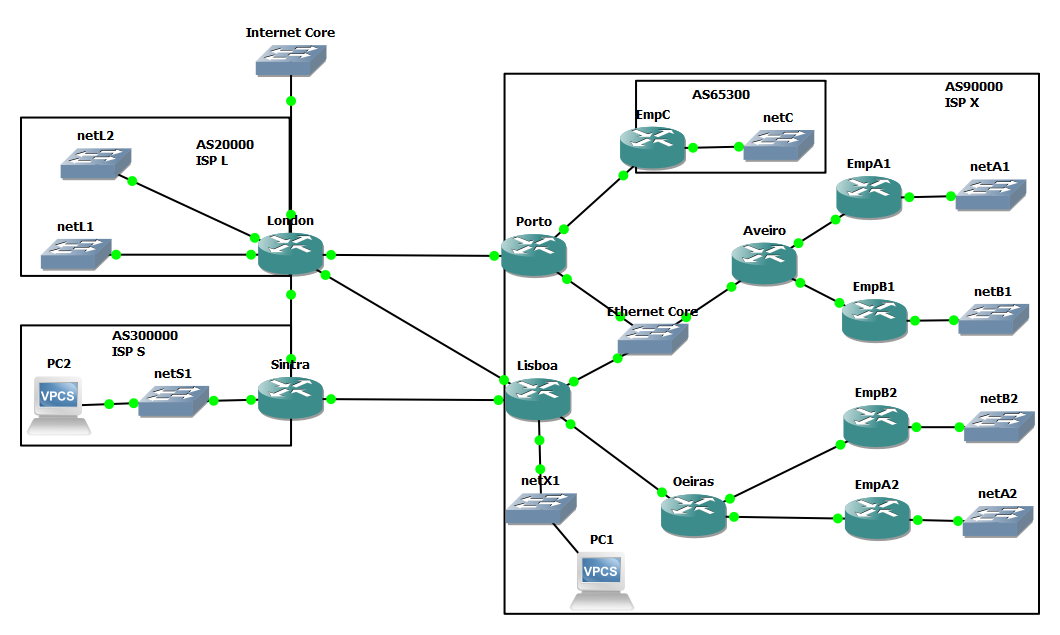 Internet Core
AS90000
ISP X
AS65300
EmpC
netC
AS20000
ISP L
netL2
EmpA1
netA1
London
netL1
Porto
Aveiro
EmpB1
netB1
Ethernet Core
AS300000
ISP S
PC2
VPCS
netS1
Sintra
Lisboa
EmpB2
netB2
netX1
Oeiras
EmpA2
netA2
PC1
VPCS